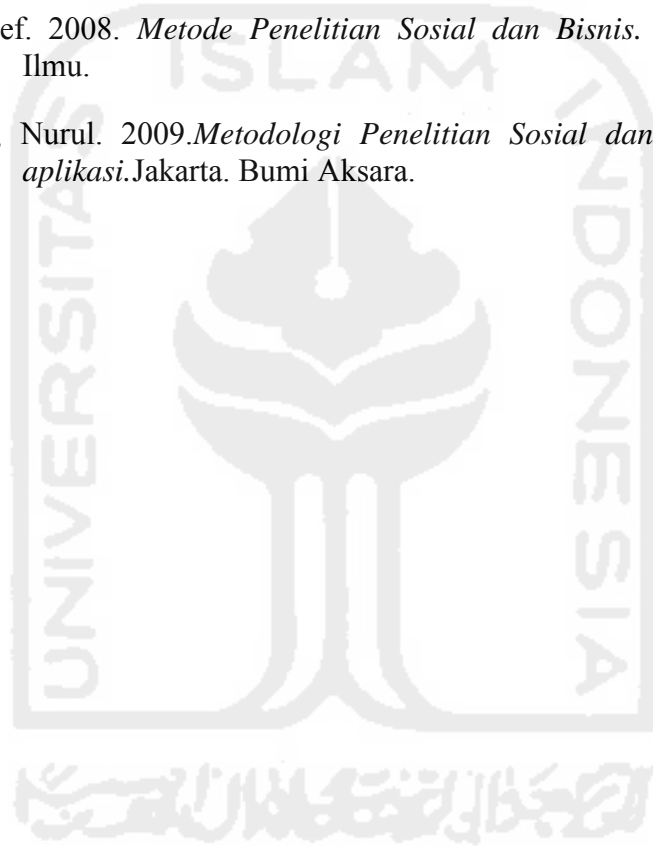 ef. 2008. Metode Penelitian Sosial dan Bisnis.
Ilmu.
Nurul. 2009.Metodologi Penelitian Sosial dan
aplikasi.Jakarta. Bumi Aksara.
ISLAM
UNIVERSITAS
INDONESIA